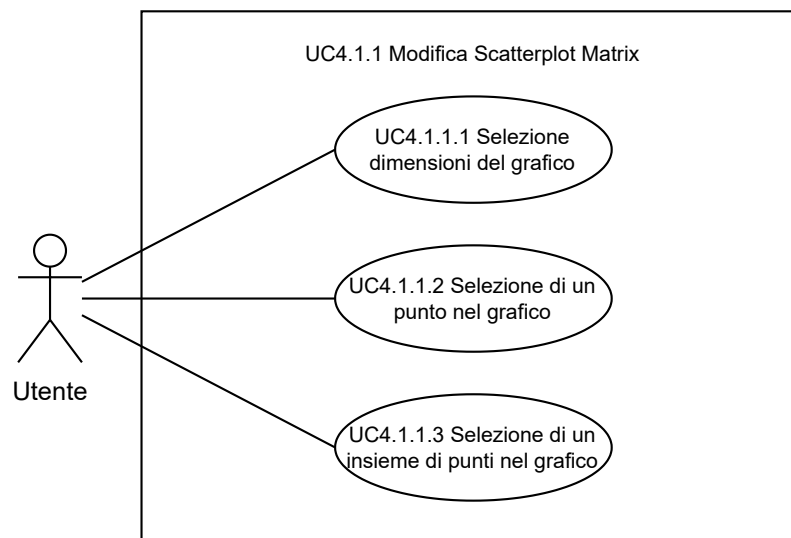 UC4.1.1 Modifica Scatterplot Matrix
UC4.1.1.1 Selezione
dimensioni del grafico
UC4.1.1.2 Selezione di un
punto nel grafico
Utente
UC4.1.1.3 Selezione di un
insieme di punti nel grafico